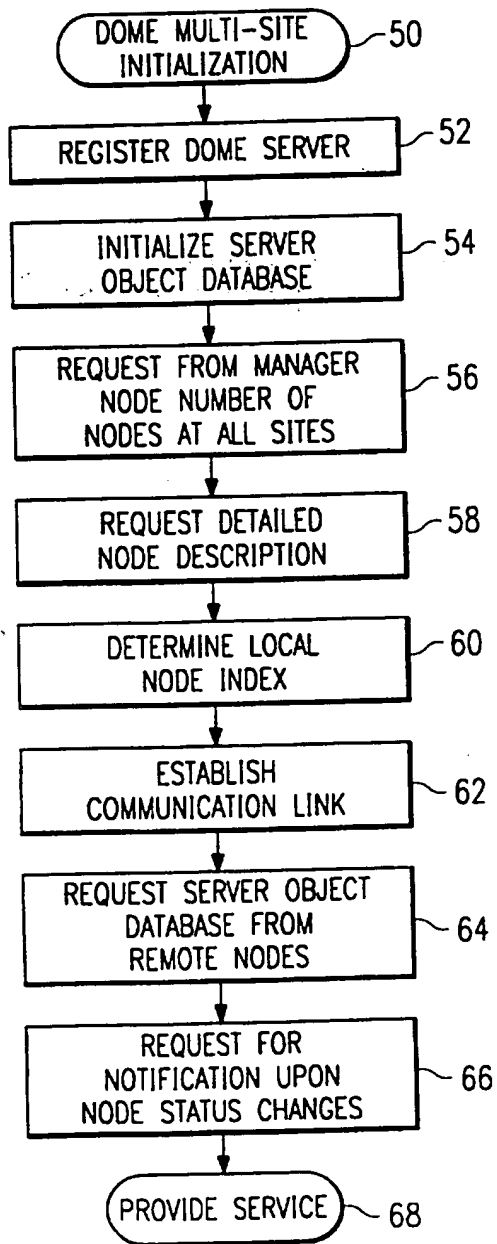 DOME MULTI-SITE
INITIALIZATION
50
REGISTER DOME SERVER
52
INITIALIZE SERVER
OBJECT DATABASE
54
REQUEST FROM MANAGER
NODE NUMBER OF
NODES AT ALL SITES
56
REQUEST DETAILED
NODE DESCRIPTION
58
DETERMINE LOCAL
NODE INDEX
60
ESTABLISH
COMMUNICATION LINK
62
REQUEST SERVER OBJECT
DATABASE FROM
REMOTE NODES
64
REQUEST FOR
NOTIFICATION UPON
NODE STATUS CHANGES
66
PROVIDE SERVICE
68